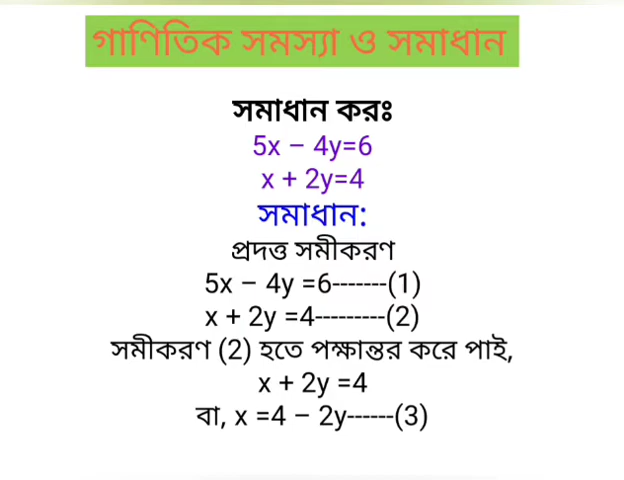 গাণিতিক সমস্যা ও সমাধান
সমাধান করঃ
5x − 4y=6
x + 2y=4
সমাধান:
প্রদত্ত সমীকরণ
5x − 4y =6-------(1)
x + 2y =4---------(2)
সমীকরণ (2) হতে পক্ষান্তর করে পাই,
x + 2y =4
বা, x =4 − 2y------(3)